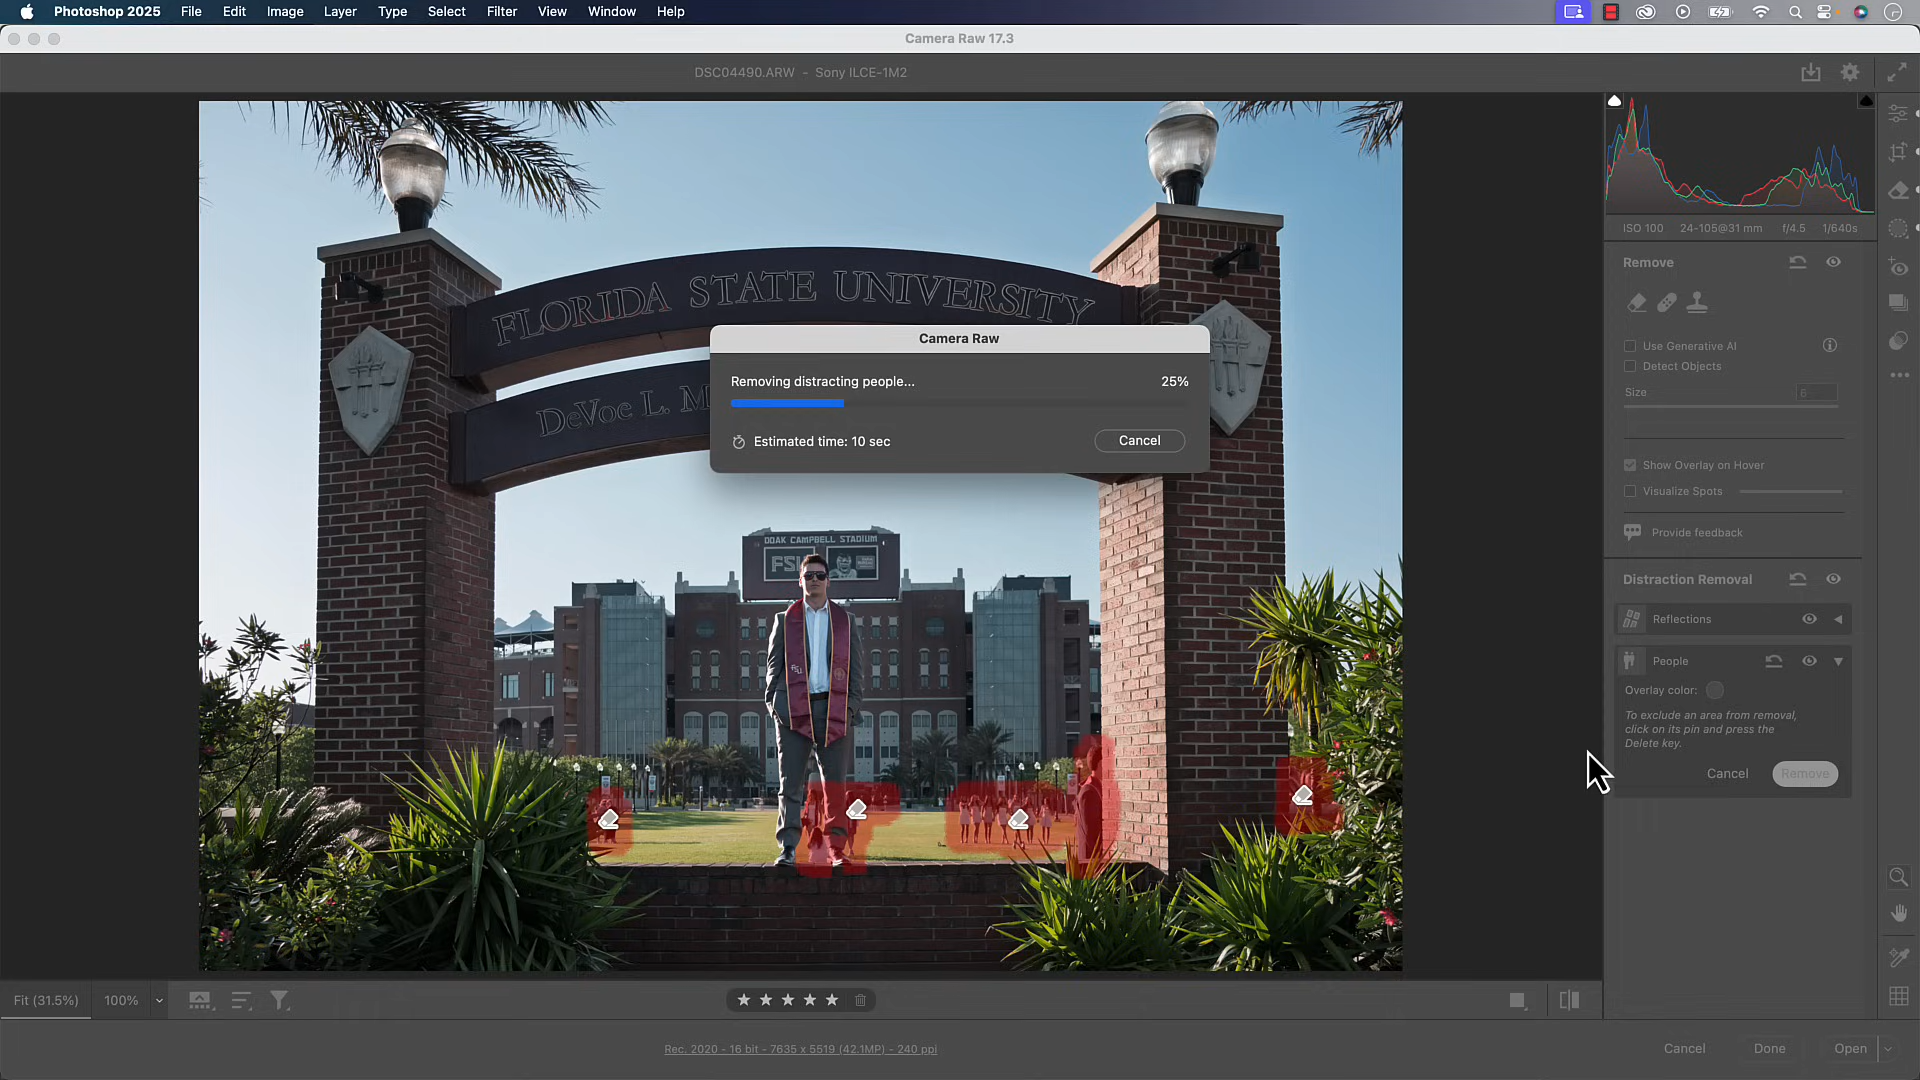 Photoshop 2025 File Edit Image Layer Type Select Filter View Window Help
Camera Raw 17.3
DSC04490.ARW - Sony ILCE-1M2
ISO 100 24-105@31 mm f/4.5 1/640s
Remove
Use Generative AI
Detect Objects
Size 6
Show Overlay on Hover
Visualize Spots
Provide feedback
Distraction Removal
Reflections
People
Overlay color:
To exclude an area from removal,
click on its pin and press the
Delete key.
Cancel Remove
FLORIDA STATE UNIVERSITY
DeVoe L. M
Camera Raw
Removing distracting people... 25%
Estimated time: 10 sec Cancel
DOAK CAMPBELL STADIUM
FSU
FSU
Fit (31.5%) 100%
Rec. 2020 - 16 bit - 7635 x 5519 (42.1MP) - 240 ppi
Cancel Done Open